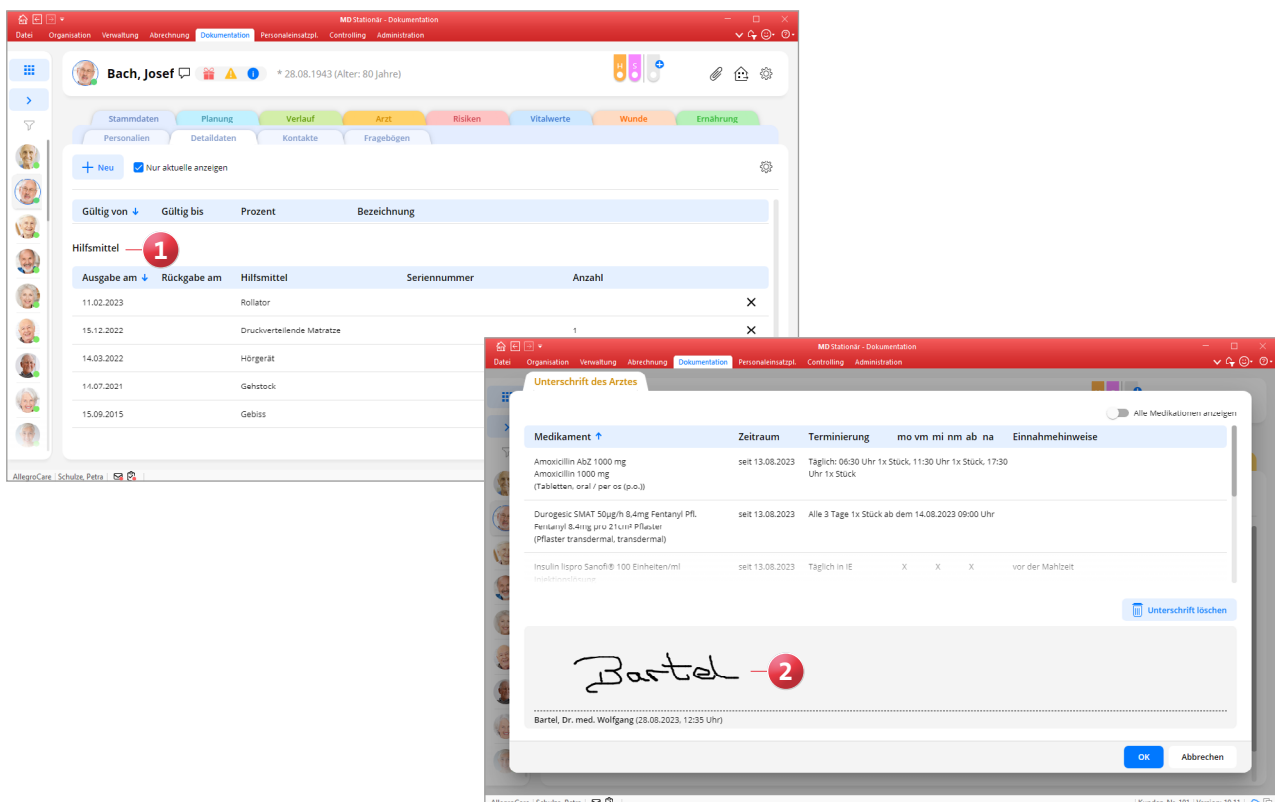 MD Stationär - Dokumentation
Datei Organisation Verwaltung Abrechnung Dokumentation Personaleinsatzpl. Controlling Administration
Bach, Josef * 28.08.1943 (Alter: 80 Jahre)
H S
Stammdaten Planung Verlauf Arzt Risiken Vitalwerte Wunde Ernährung
Personalien Detaildaten Kontakte Fragebögen
Neu Nur aktuelle anzeigen
Gültig von Gültig bis Prozent Bezeichnung
Hilfsmittel 1
Ausgabe am Rückgabe am Hilfsmittel Seriennummer Anzahl
11.02.2023 Rollator
15.12.2022 Druckverteilende Matratze 1
14.03.2022 Hörgerät
14.07.2021 Gehstock
15.09.2015 Gebiss
AllegroCare Schulze, Petra
MD Stationär - Dokumentation
Datei Organisation Verwaltung Abrechnung Dokumentation Personaleinsatzpl. Controlling Administration
Unterschrift des Arztes
Alle Medikationen anzeigen
Medikament Zeitraum Terminierung mo vm mi nm ab na Einnahmehinweise
Amoxicillin AbZ 1000 mg seit 13.08.2023 Täglich: 06:30 Uhr 1x Stück, 11:30 Uhr 1x Stück, 17:30
Amoxicillin 1000 mg Uhr 1x Stück
(Tabletten, oral / per os (p.o.))
Durogesic SMAT 50µg/h 8,4mg Fentanyl Pfl. seit 13.08.2023 Alle 3 Tage 1x Stück ab dem 14.08.2023 09:00 Uhr
Fentanyl 8.4mg pro 21cm² Pflaster
(Pflaster transdermal, transdermal)
Insulin lispro Sanofi® 100 Einheiten/ml seit 13.08.2023 Täglich in IE X X X vor der Mahlzeit
Injektionslösung
Unterschrift löschen
Bartel 2
Bartel, Dr. med. Wolfgang (28.08.2023, 12:35 Uhr)
OK Abbrechen
AllegroCare Schulze, Petra Kunden-Nr. 101 Version: 10.11